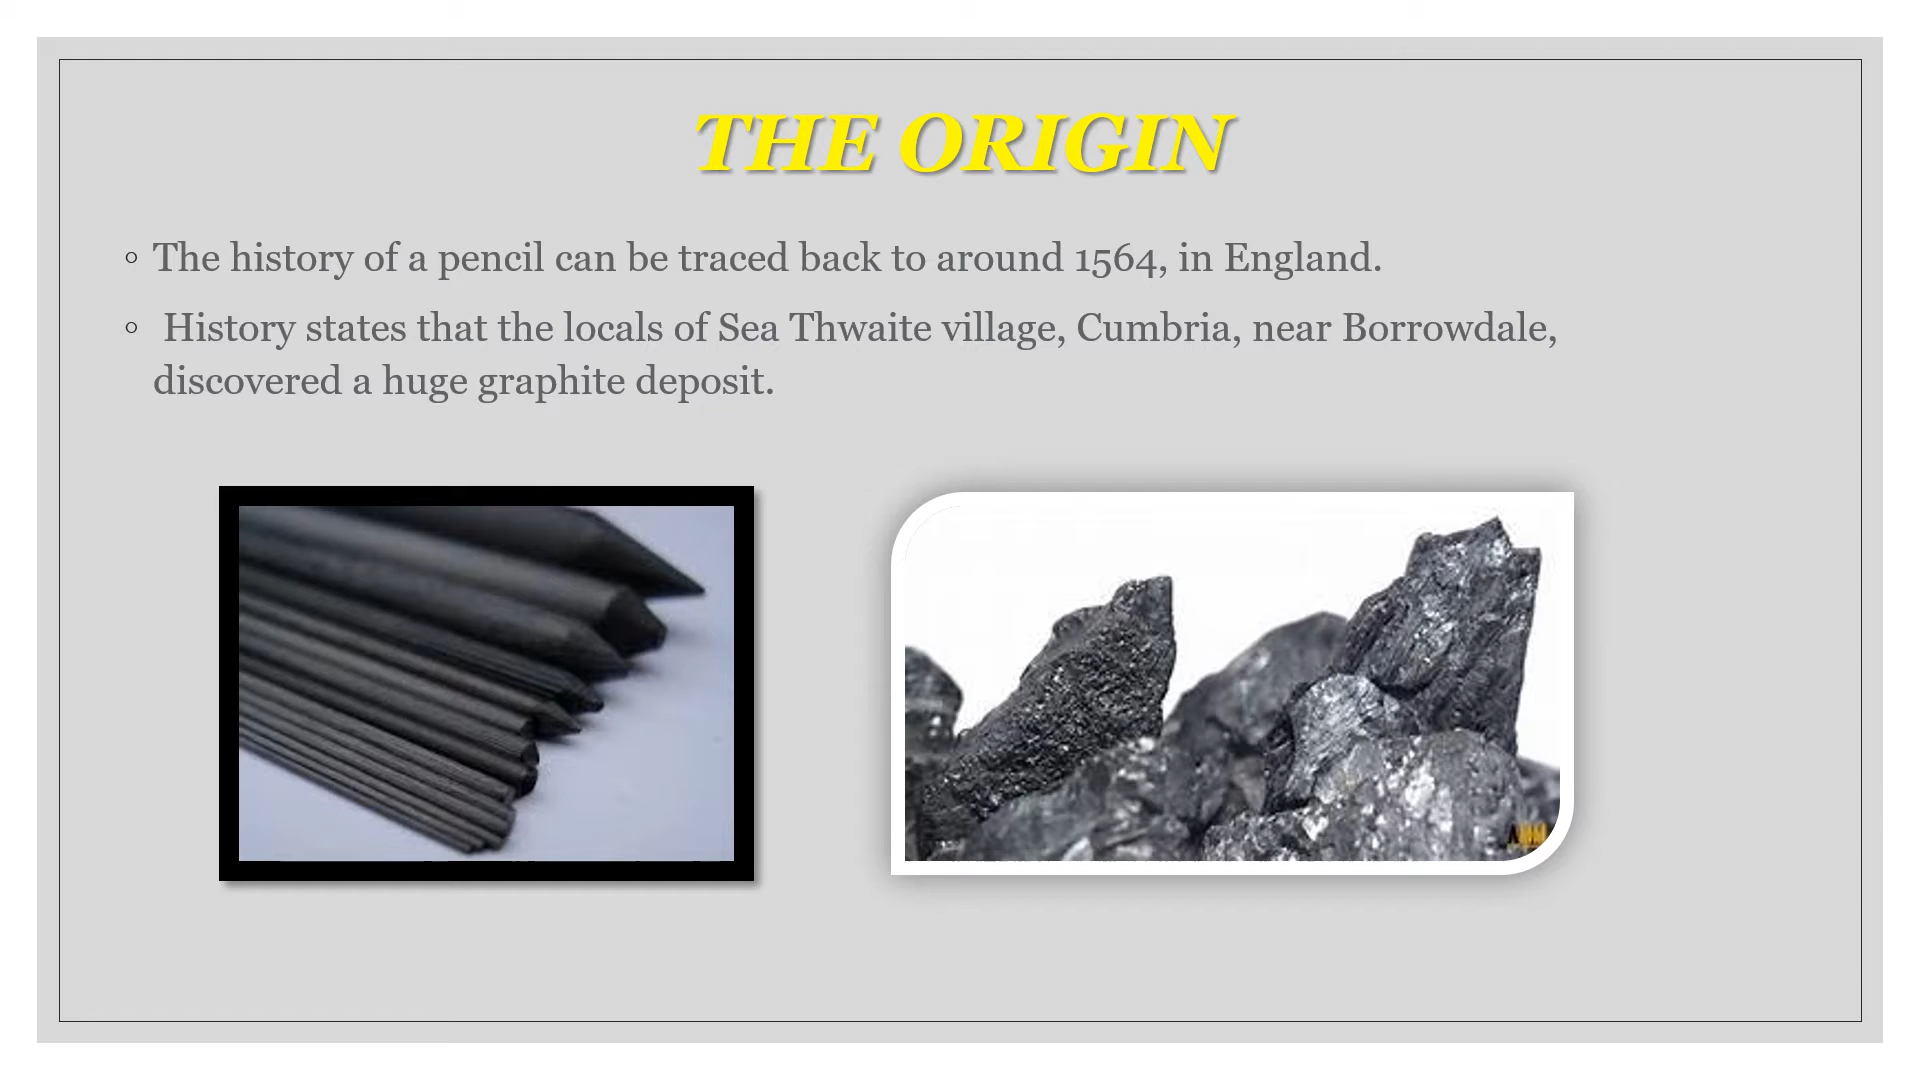 THE ORIGIN
◦ The history of a pencil can be traced back to around 1564, in England.
◦ History states that the locals of Sea Thwaite village, Cumbria, near Borrowdale,
discovered a huge graphite deposit.